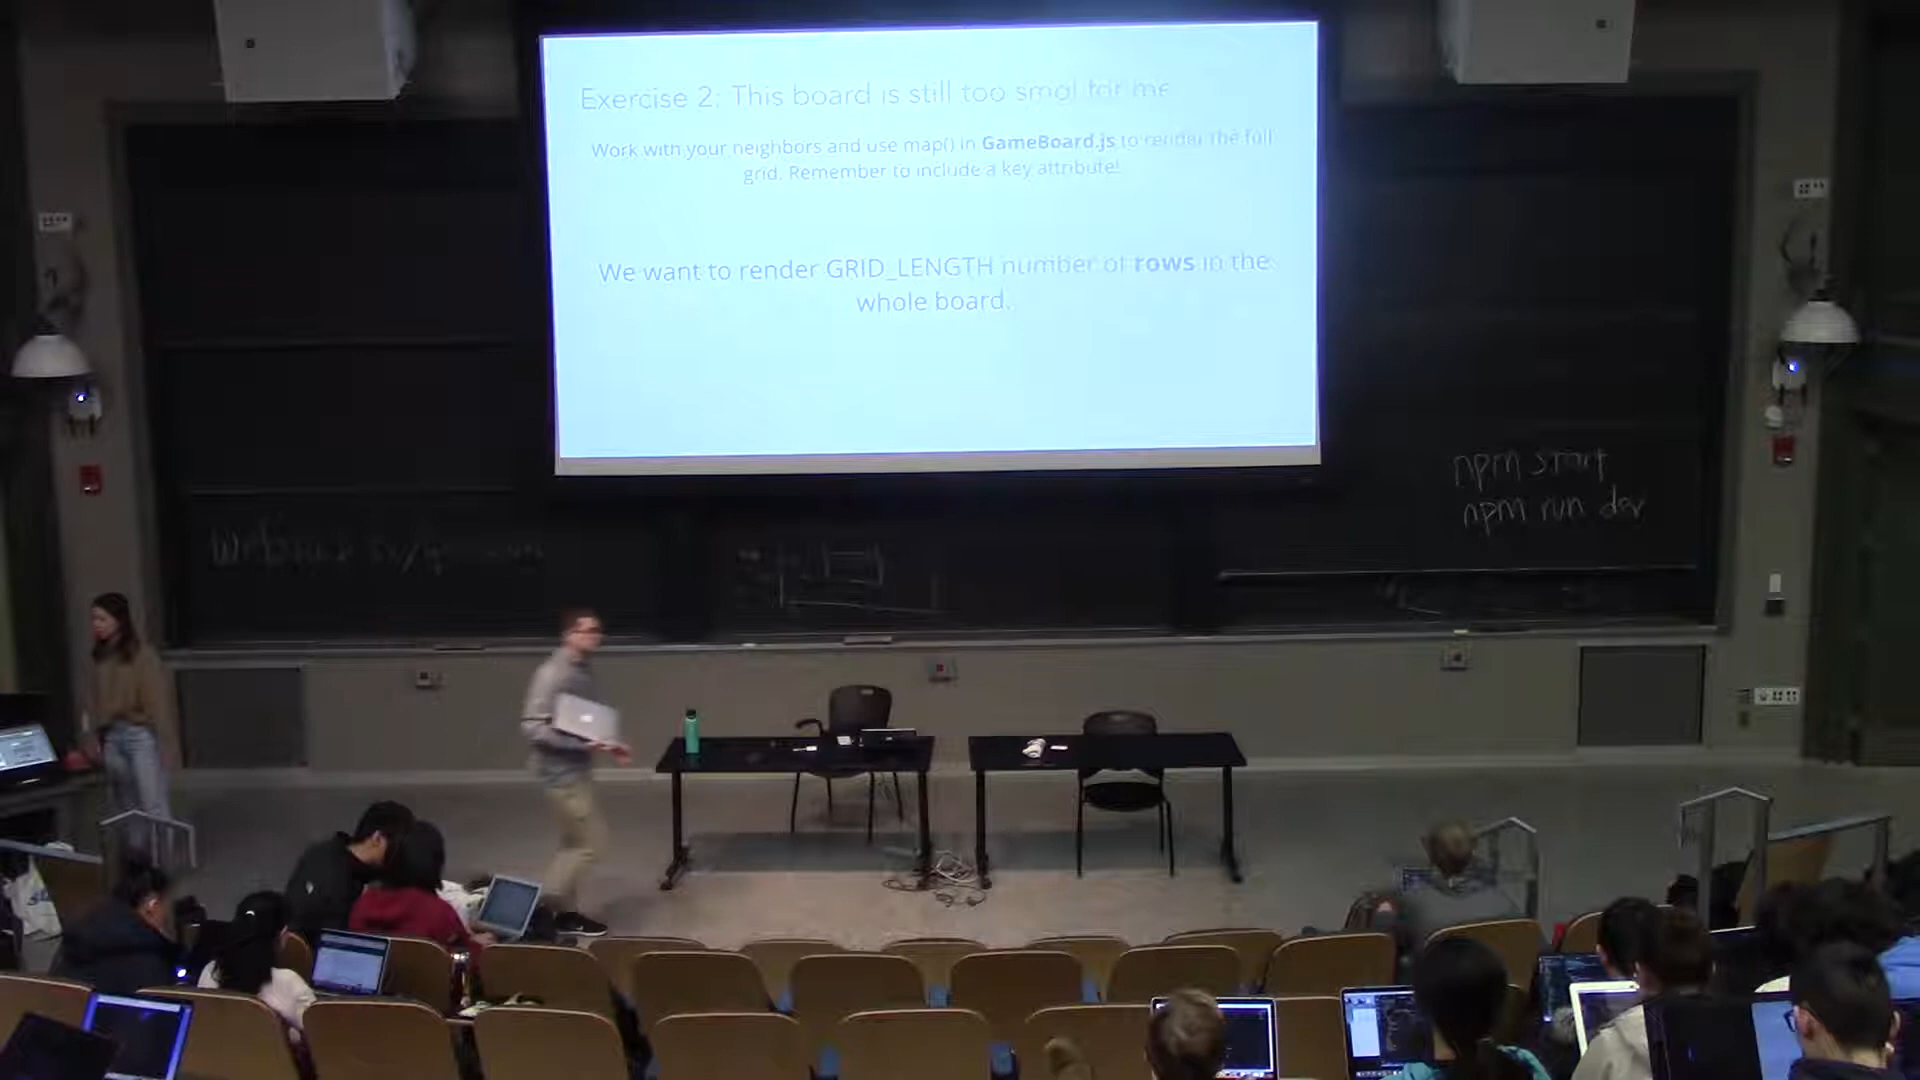 Exercise 2: This board is still too smol for me
Work with your neighbors and use map() in GameBoard.js to render the full
grid. Remember to include a key attribute!
We want to render GRID_LENGTH number of rows in the
whole board.
npm start
npm run dev